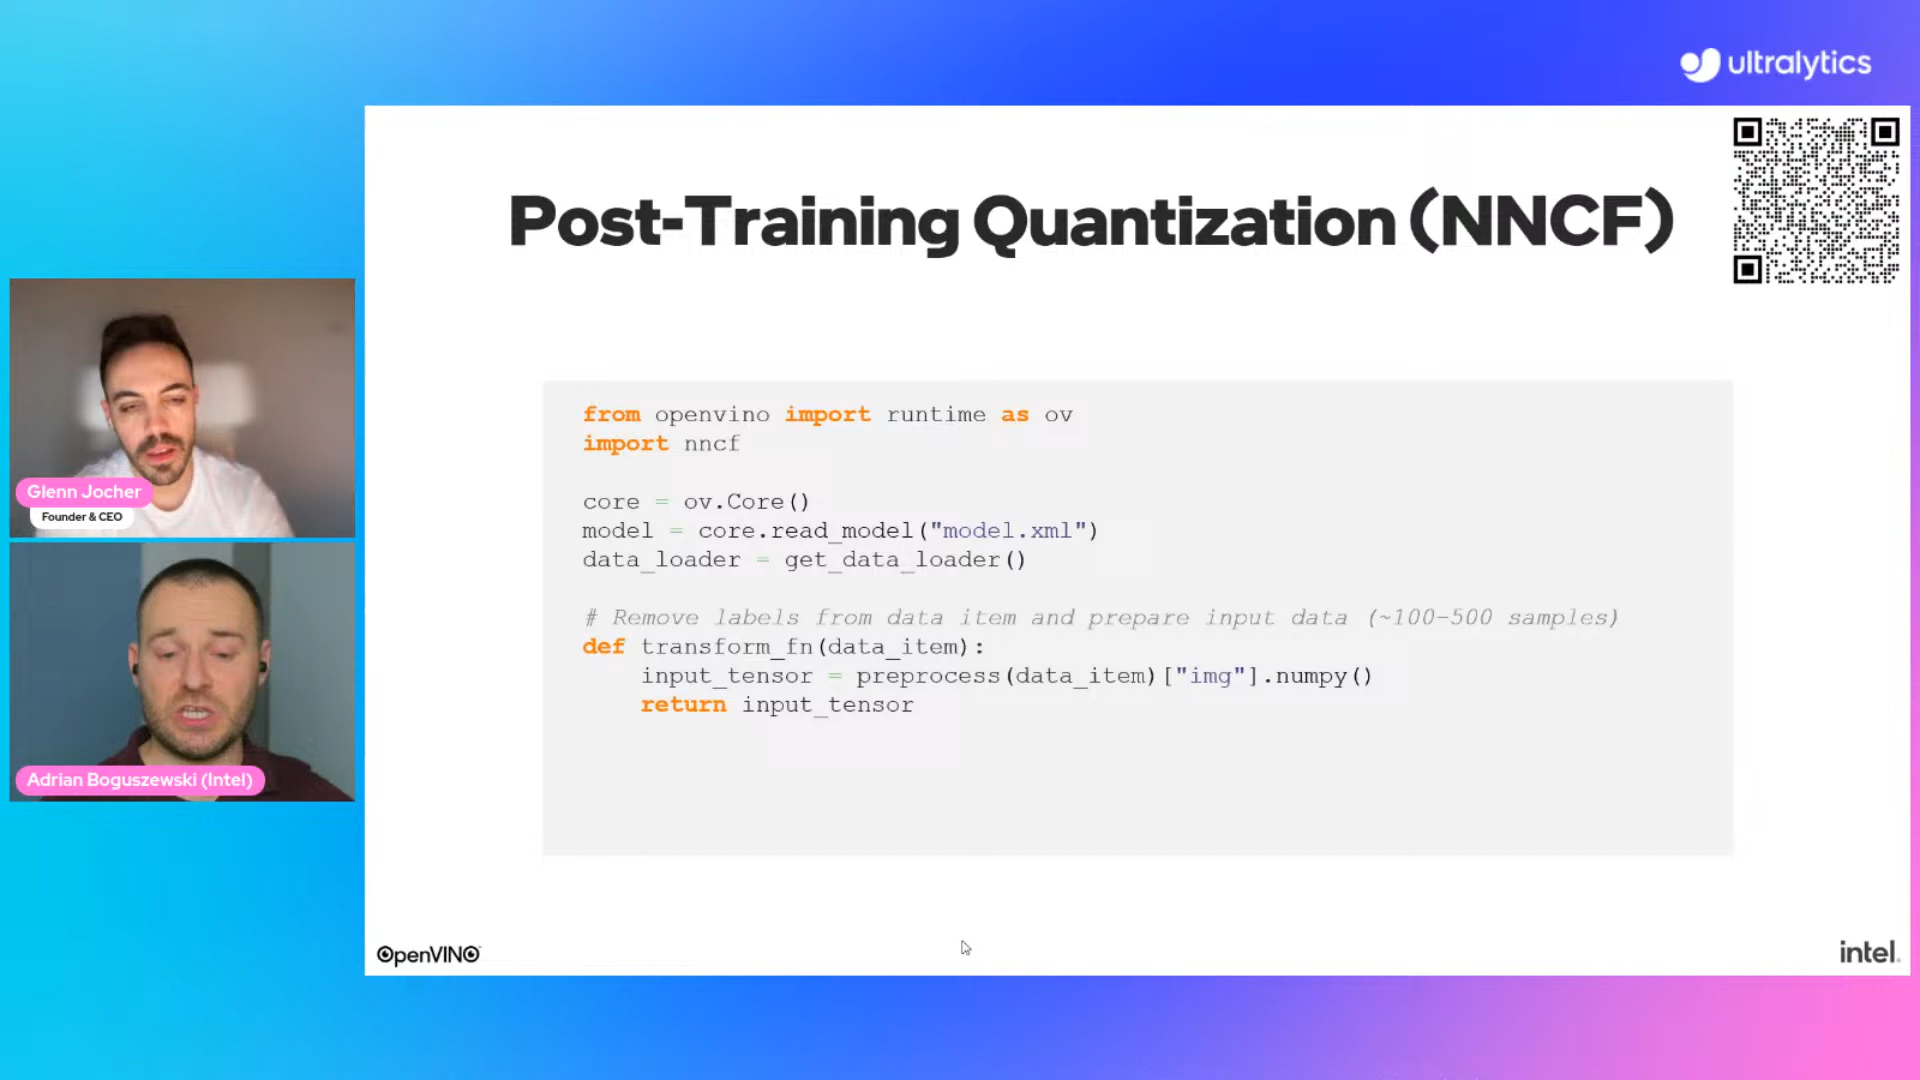 ultralytics
Post-Training Quantization (NNCF)
from openvino import runtime as ov
import nncf
core = ov.Core()
model = core.read_model("model.xml")
data_loader = get_data_loader()
# Remove labels from data item and prepare input data (~100-500 samples)
def transform_fn(data_item):
    input_tensor = preprocess(data_item)["img"].numpy()
    return input_tensor
Glenn Jocher
Founder & CEO
Adrian Boguszewski (Intel)
OpenVINO
intel.